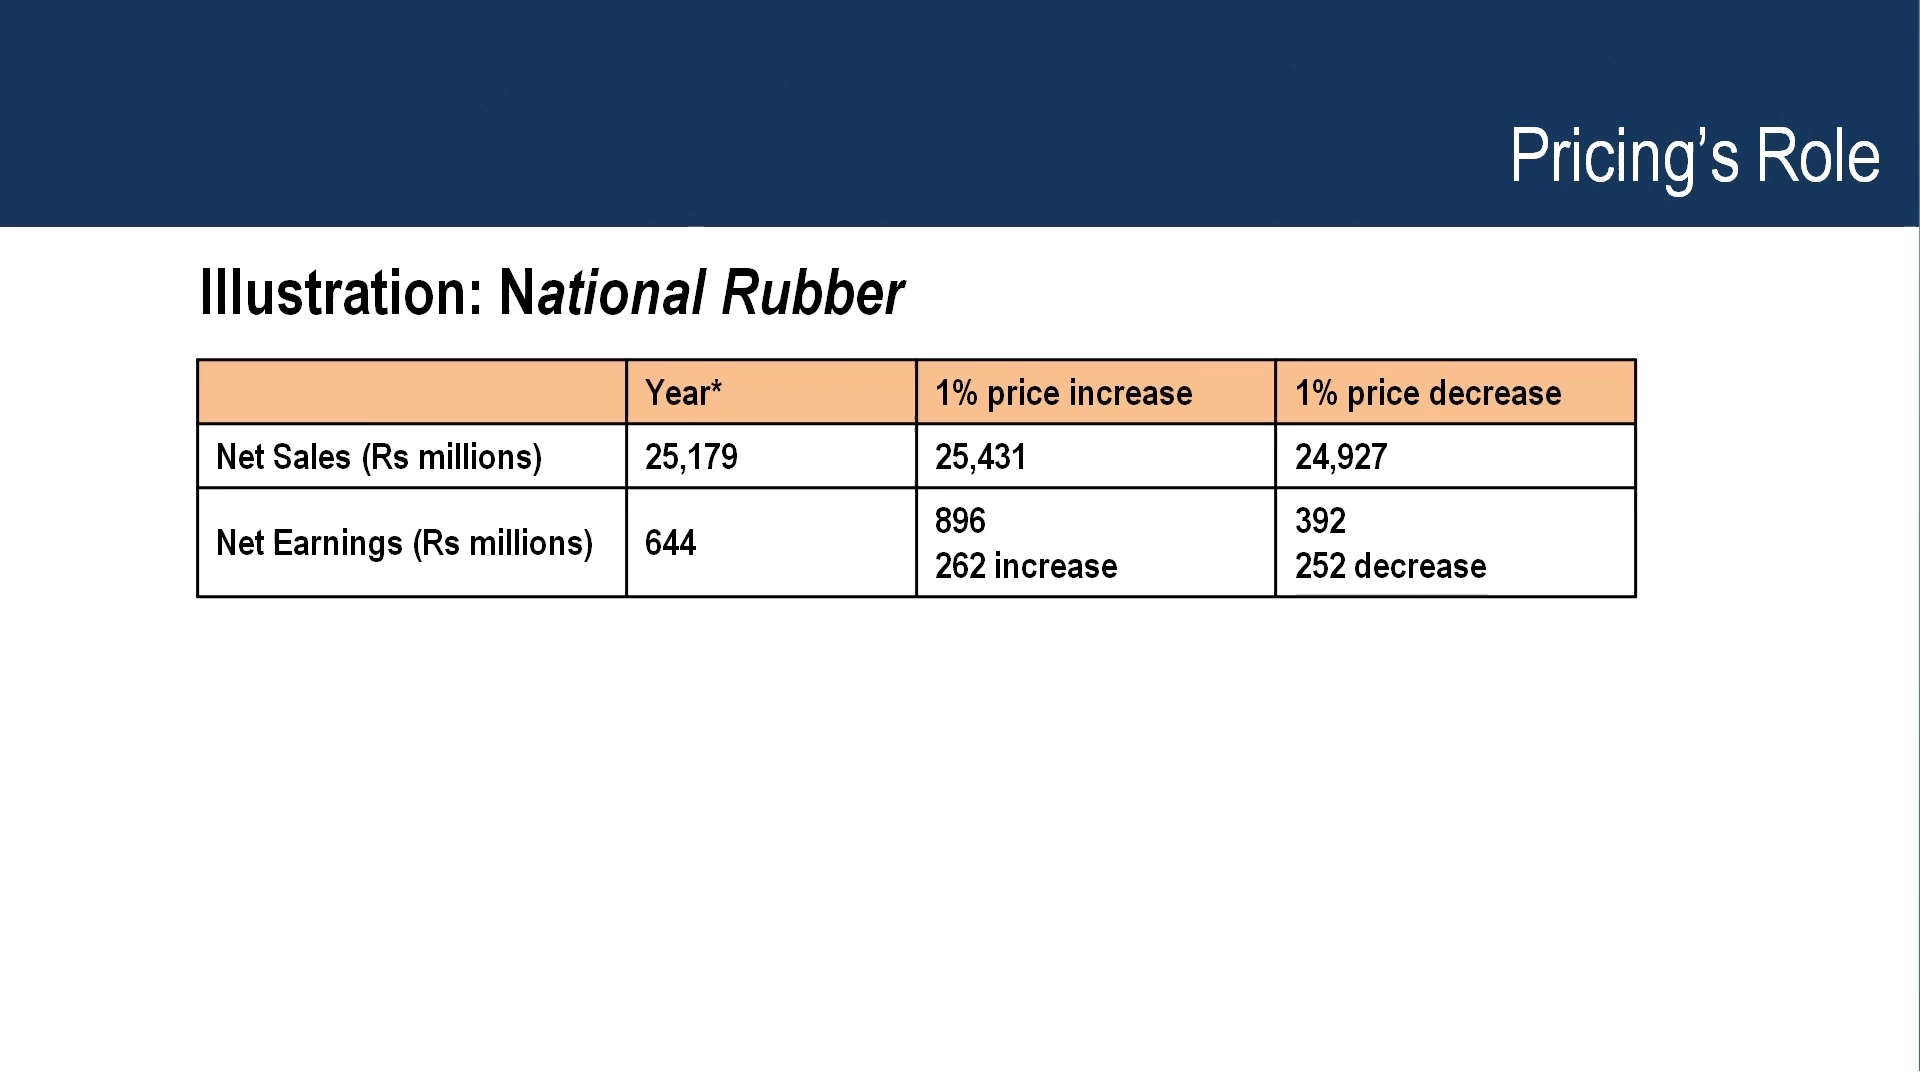 Pricing’s Role
Illustration: National Rubber
Year* 1% price increase 1% price decrease
Net Sales (Rs millions) 25,179 25,431 24,927
Net Earnings (Rs millions) 644 896 392
262 increase 252 decrease